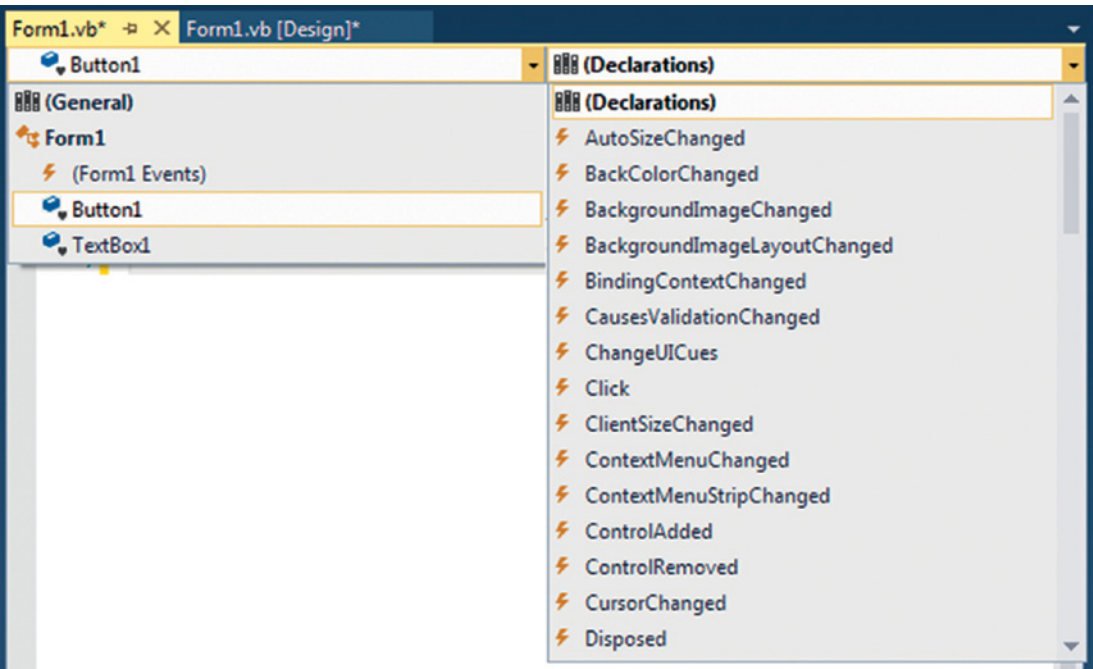 Form1.vb* Form1.vb [Design]*
Button1
(General)
Form1
(Form1 Events)
Button1
TextBox1
(Declarations)
(Declarations)
AutoSizeChanged
BackColorChanged
BackgroundImageChanged
BackgroundImageLayoutChanged
BindingContextChanged
CausesValidationChanged
ChangeUICues
Click
ClientSizeChanged
ContextMenuChanged
ContextMenuStripChanged
ControlAdded
ControlRemoved
CursorChanged
Disposed